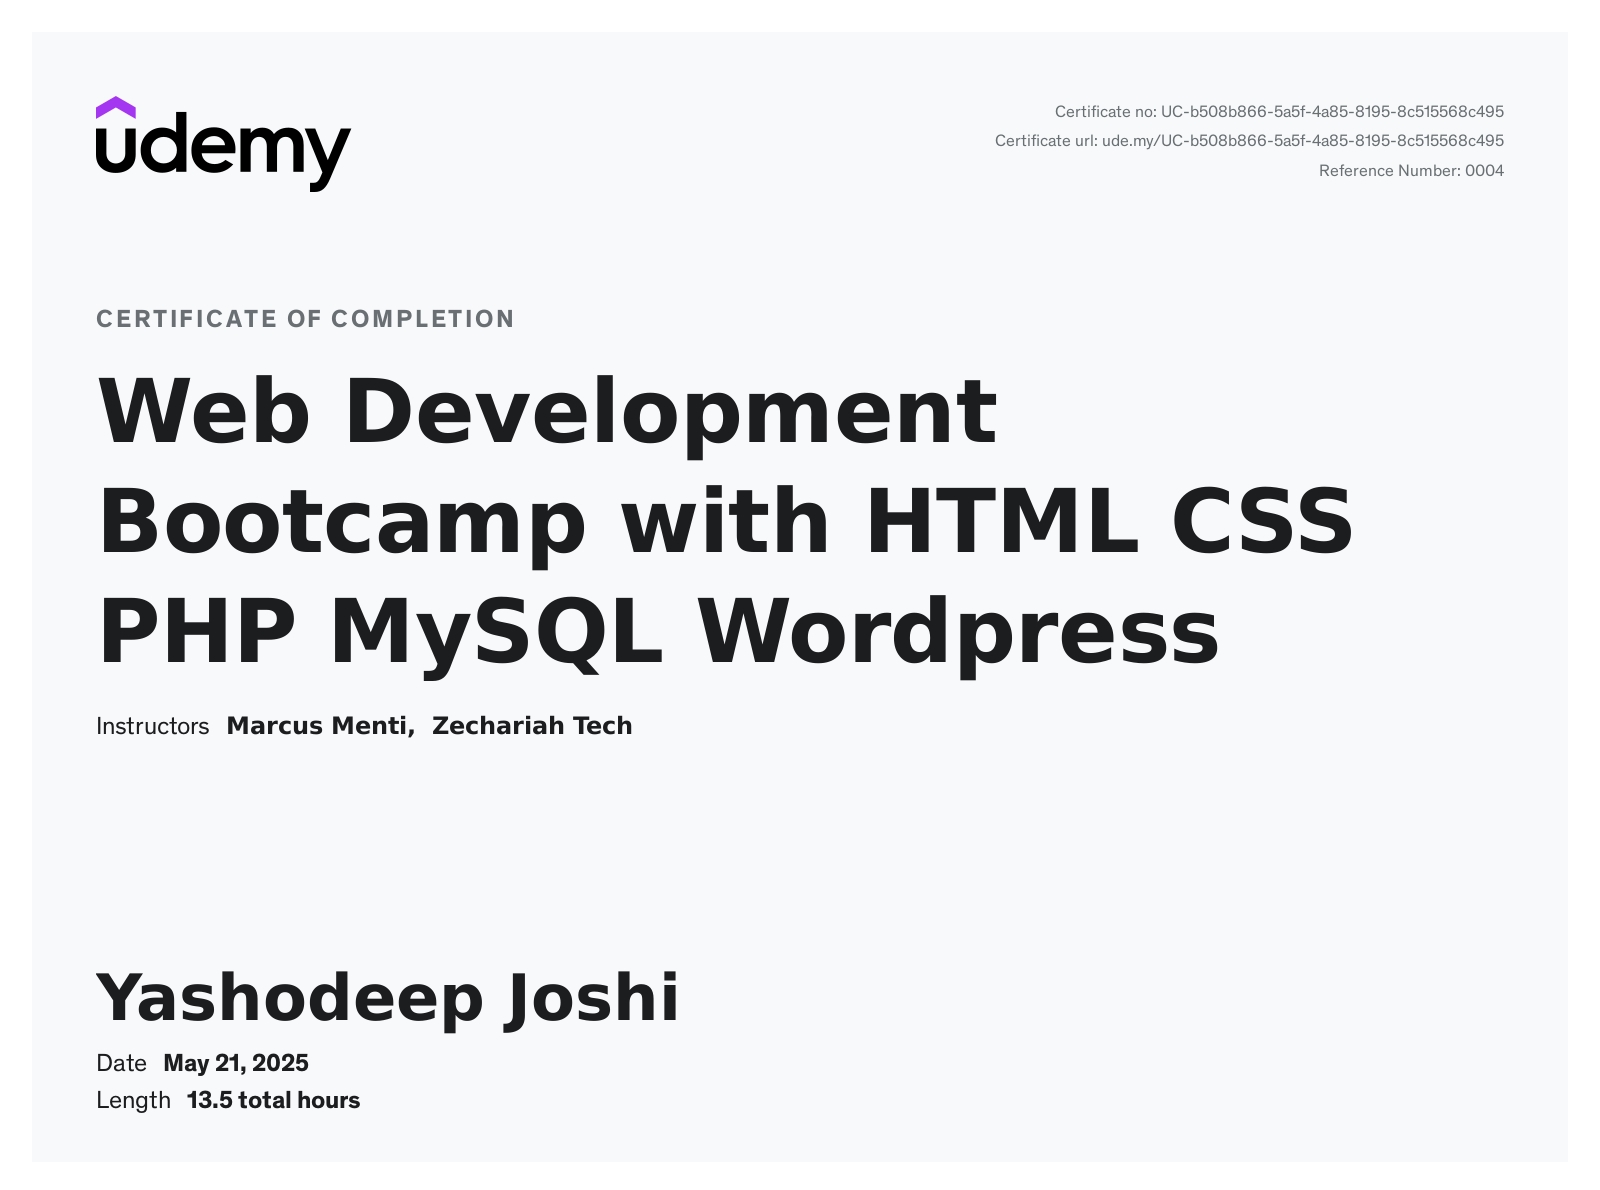 udemy
Certificate no: UC-b508b866-5a5f-4a85-8195-8c515568c495
Certificate url: ude.my/UC-b508b866-5a5f-4a85-8195-8c515568c495
Reference Number: 0004
CERTIFICATE OF COMPLETION
Web Development
Bootcamp with HTML CSS
PHP MySQL Wordpress
Instructors Marcus Menti, Zechariah Tech
Yashodeep Joshi
Date May 21, 2025
Length 13.5 total hours